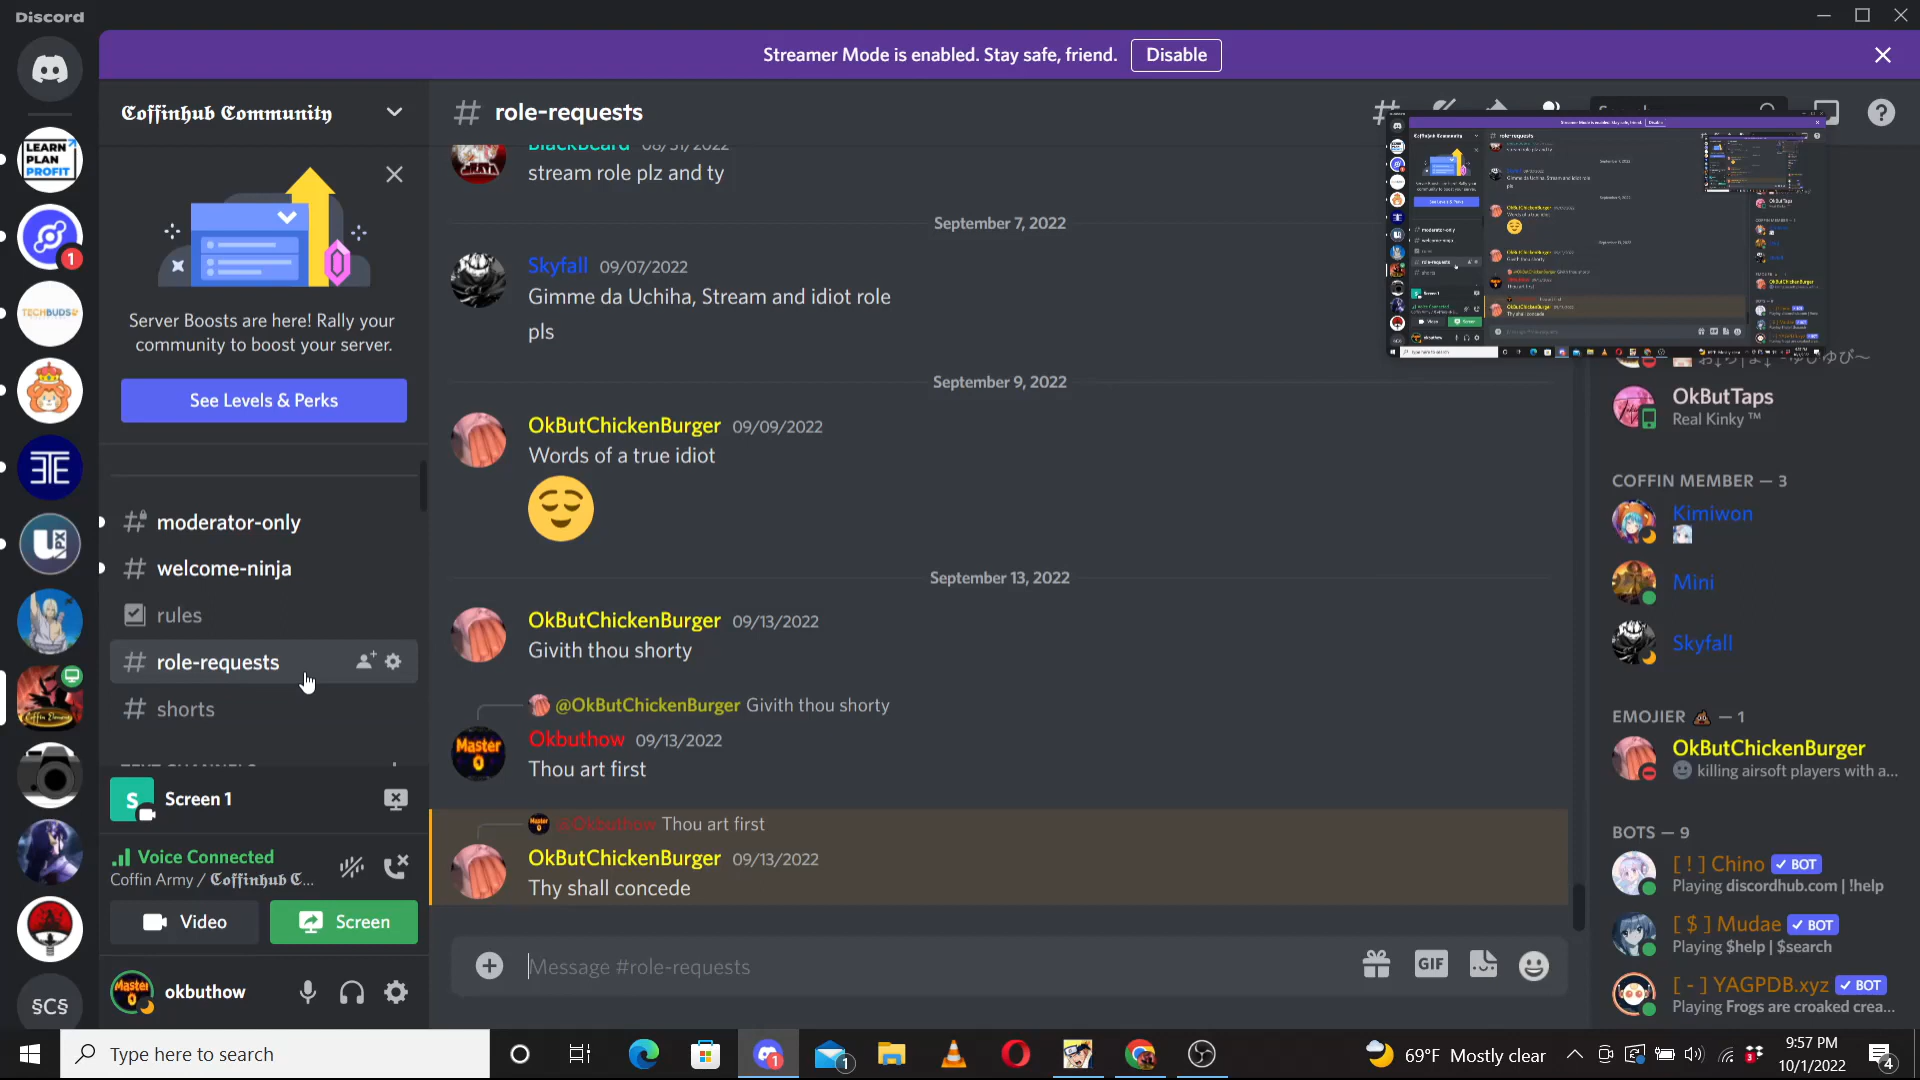 Discord
Streamer Mode is enabled. Stay safe, friend.
Disable
Coffinhub Community
# role-requests
LEARN
PLAN
PROFIT
1
TECHBUDS
Server Boosts are here! Rally your
community to boost your server.
See Levels & Perks
moderator-only
welcome-ninja
rules
role-requests
shorts
Screen 1
Voice Connected
Coffin Army / Coffinhub C...
Video
Screen
okbuthow
§C§
BlackBeard 08/31/2022
stream role plz and ty
September 7, 2022
Skyfall 09/07/2022
Gimme da Uchiha, Stream and idiot role
pls
September 9, 2022
OkButChickenBurger 09/09/2022
Words of a true idiot
September 13, 2022
OkButChickenBurger 09/13/2022
Givith thou shorty
@OkButChickenBurger Givith thou shorty
Master
O
Okbuthow 09/13/2022
Thou art first
@Okbuthow Thou art first
OkButChickenBurger 09/13/2022
Thy shall concede
Message #role-requests
GIF
OkButTaps
Real Kinky ™
COFFIN MEMBER — 3
Kimiwon
Mini
Skyfall
EMOJIER 💩 — 1
OkButChickenBurger
killing airsoft players with a...
BOTS — 9
[ ! ] Chino ✓ BOT
Playing discordhub.com | !help
[ $ ] Mudae ✓ BOT
Playing $help | $search
[ - ] YAGPDB.xyz ✓ BOT
Playing Frogs are croaked crea...
Type here to search
1
1
69°F Mostly clear
9:57 PM
10/1/2022
4